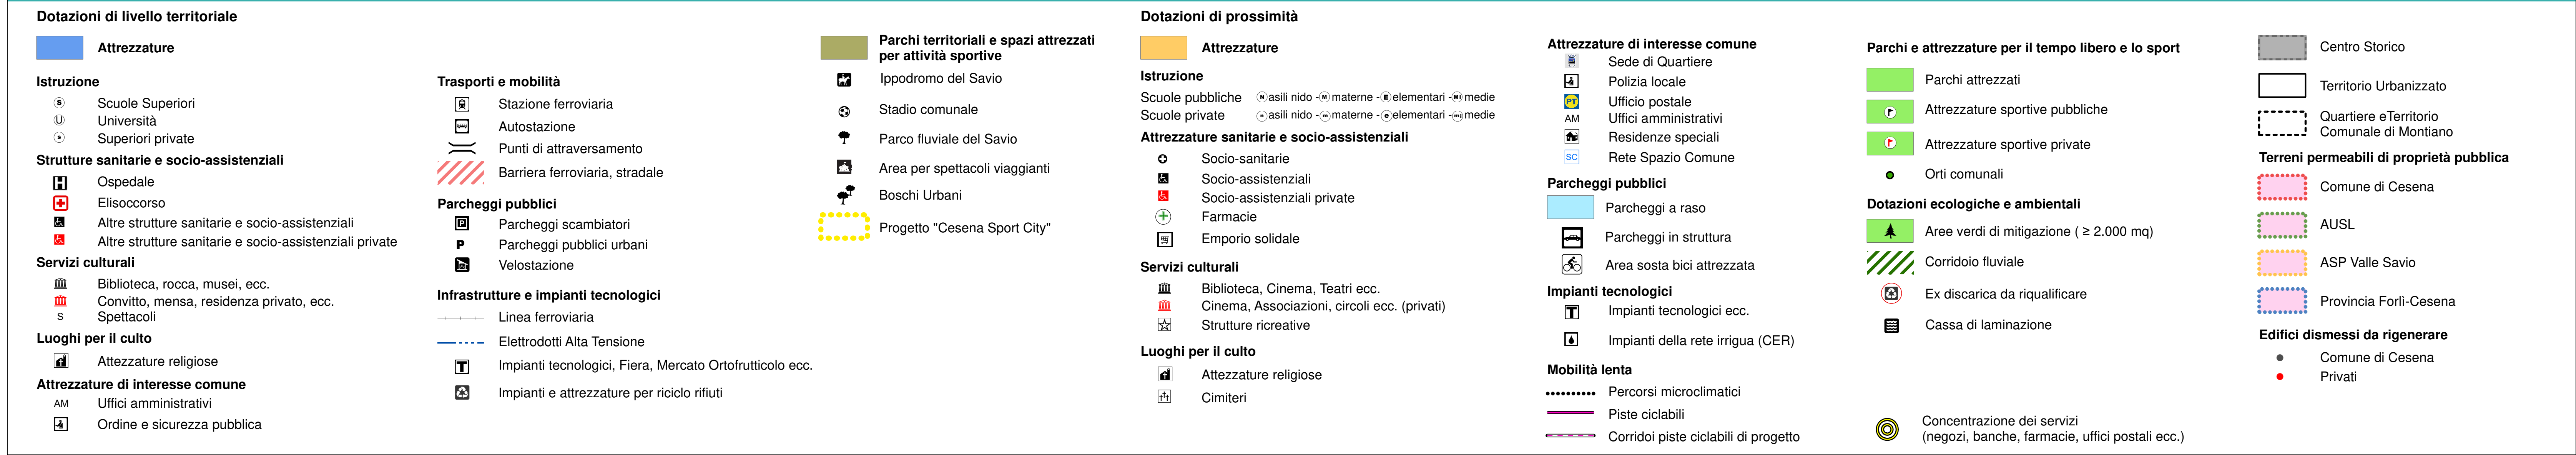 Dotazioni di livello territoriale
Attrezzature
Istruzione
S Scuole Superiori
U Università
s Superiori private
Strutture sanitarie e socio-assistenziali
H Ospedale
Elisoccorso
Altre strutture sanitarie e socio-assistenziali
Altre strutture sanitarie e socio-assistenziali private
Servizi culturali
Biblioteca, rocca, musei, ecc.
Convitto, mensa, residenza privato, ecc.
S Spettacoli
Luoghi per il culto
Attezzature religiose
Attrezzature di interesse comune
AM Uffici amministrativi
Ordine e sicurezza pubblica
Trasporti e mobilità
Stazione ferroviaria
Autostazione
Punti di attraversamento
Barriera ferroviaria, stradale
Parcheggi pubblici
P Parcheggi scambiatori
P Parcheggi pubblici urbani
Velostazione
Infrastrutture e impianti tecnologici
Linea ferroviaria
Elettrodotti Alta Tensione
T Impianti tecnologici, Fiera, Mercato Ortofrutticolo ecc.
Impianti e attrezzature per riciclo rifiuti
Parchi territoriali e spazi attrezzati
per attività sportive
Ippodromo del Savio
Stadio comunale
Parco fluviale del Savio
Area per spettacoli viaggianti
Boschi Urbani
Progetto "Cesena Sport City"
Dotazioni di prossimità
Attrezzature
Istruzione
Scuole pubbliche N asili nido - M materne - E elementari - Mi medie
Scuole private n asili nido - m materne - e elementari - mi medie
Attrezzature sanitarie e socio-assistenziali
Socio-sanitarie
Socio-assistenziali
Socio-assistenziali private
Farmacie
Emporio solidale
Servizi culturali
Biblioteca, Cinema, Teatri ecc.
Cinema, Associazioni, circoli ecc. (privati)
Strutture ricreative
Luoghi per il culto
Attezzature religiose
Cimiteri
Attrezzature di interesse comune
Sede di Quartiere
Polizia locale
PT Ufficio postale
AM Uffici amministrativi
Residenze speciali
SC Rete Spazio Comune
Parcheggi pubblici
Parcheggi a raso
Parcheggi in struttura
Area sosta bici attrezzata
Impianti tecnologici
T Impianti tecnologici ecc.
Impianti della rete irrigua (CER)
Mobilità lenta
Percorsi microclimatici
Piste ciclabili
Corridoi piste ciclabili di progetto
Parchi e attrezzature per il tempo libero e lo sport
Parchi attrezzati
Attrezzature sportive pubbliche
Attrezzature sportive private
Orti comunali
Dotazioni ecologiche e ambientali
Aree verdi di mitigazione ( ≥ 2.000 mq)
Corridoio fluviale
Ex discarica da riqualificare
Cassa di laminazione
Concentrazione dei servizi
(negozi, banche, farmacie, uffici postali ecc.)
Centro Storico
Territorio Urbanizzato
Quartiere eTerritorio
Comunale di Montiano
Terreni permeabili di proprietà pubblica
Comune di Cesena
AUSL
ASP Valle Savio
Provincia Forlì-Cesena
Edifici dismessi da rigenerare
Comune di Cesena
Privati